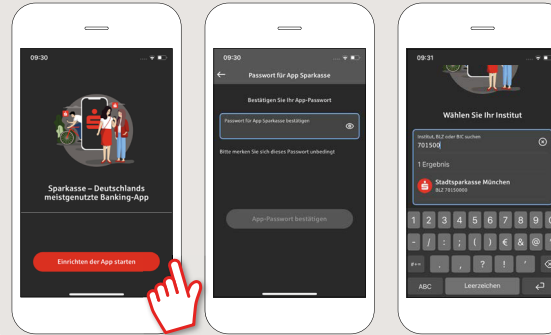 09:30
Sparkasse – Deutschlands
meistgenutzte Banking-App
Einrichten der App starten
09:30
Passwort für App Sparkasse
Bestätigen Sie Ihr App-Passwort
Passwort für App Sparkasse bestätigen
Bitte merken Sie sich dieses Passwort unbedingt
App-Passwort bestätigen
09:31
Wählen Sie Ihr Institut
Institut, BLZ oder BIC suchen
701500
1 Ergebnis
Stadtsparkasse München
BLZ 70150000
1 2 3 4 5 6 7 8 9 0
- / : ; ( ) € & @
#+= . , ? ! '
ABC Leerzeichen